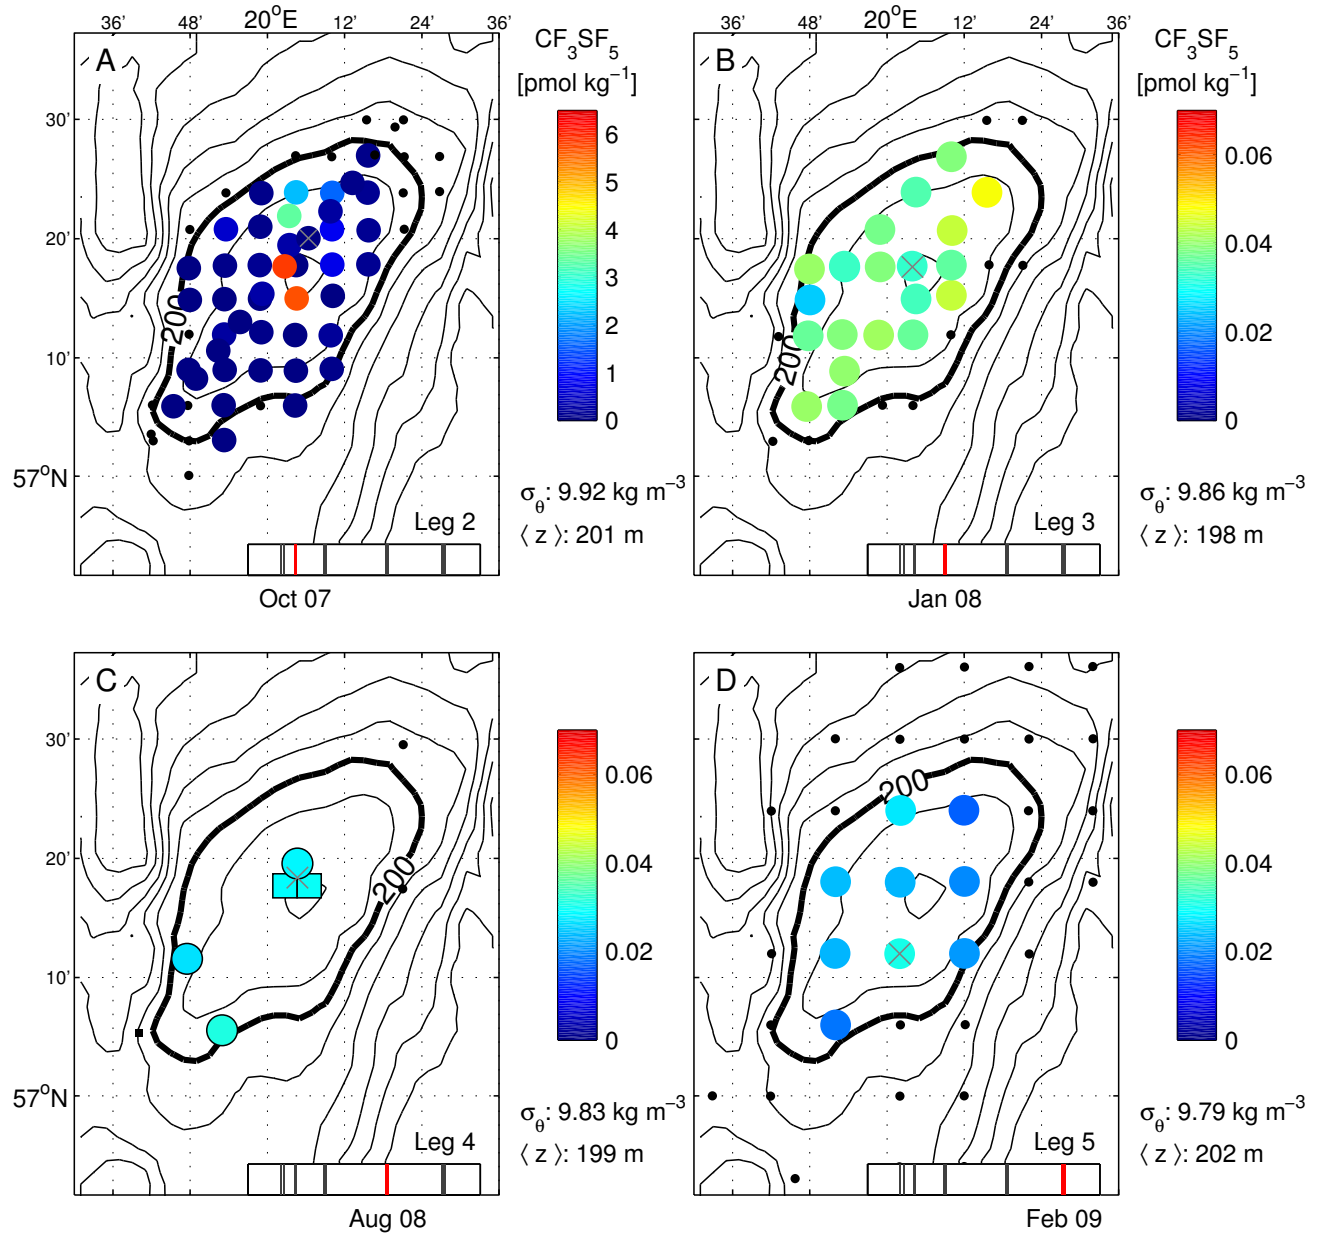 36' 48' 20°E 12' 36'
A
CF₃SF₅
[pmol kg⁻¹]
30'
20'
10'
57°N
200
24' 36'
6
5
4
3
2
1
0
σ_θ: 9.92 kg m⁻³
⟨ z ⟩: 201 m
Leg 2
Oct 07
36' 48' 20°E 12' 24' 36'
B
CF₃SF₅
[pmol kg⁻¹]
200
0.06
0.04
0.02
0
σ_θ: 9.86 kg m⁻³
⟨ z ⟩: 198 m
Leg 3
Jan 08
C
30'
20'
10'
57°N
200
0.06
0.04
0.02
0
σ_θ: 9.83 kg m⁻³
⟨ z ⟩: 199 m
Leg 4
Aug 08
D
200
0.06
0.04
0.02
0
σ_θ: 9.79 kg m⁻³
⟨ z ⟩: 202 m
Leg 5
Feb 09